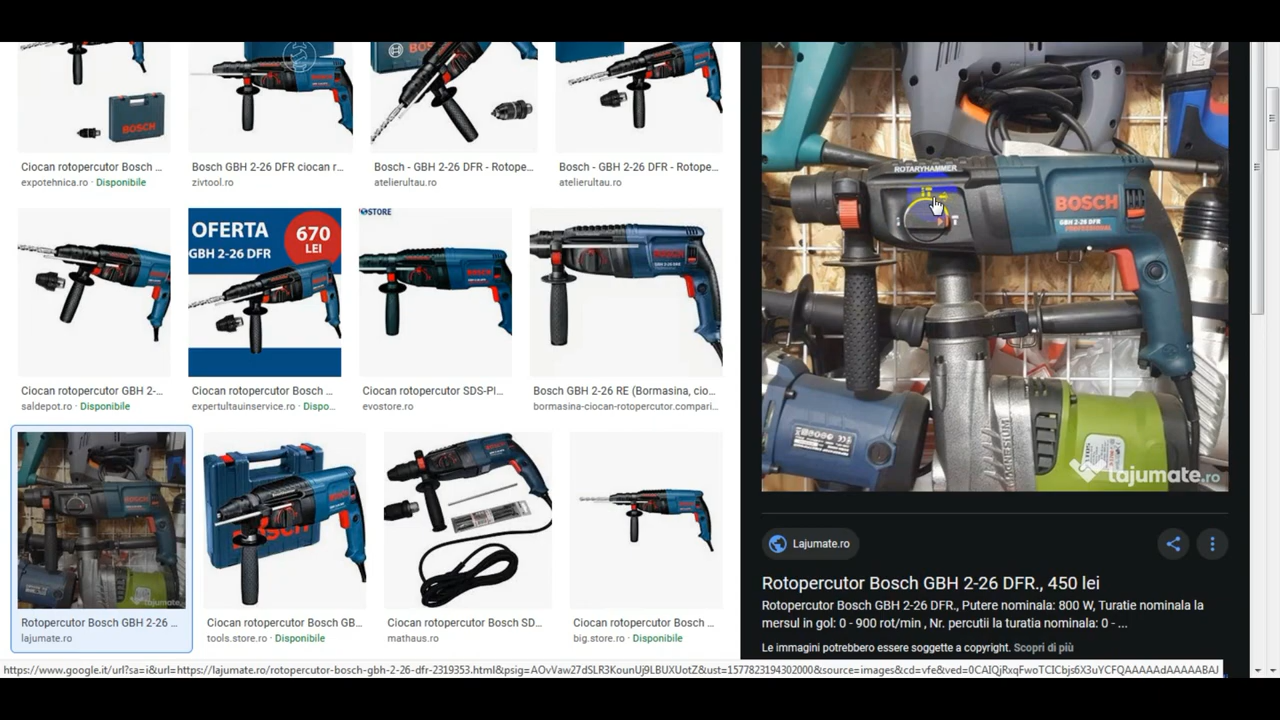 BOSCH
Ciocan rotopercutor Bosch ...
expotehnica.ro · Disponibile
Bosch GBH 2-26 DFR ciocan r...
zivtool.ro
Bosch - GBH 2-26 DFR - Rotope...
atelierultau.ro
Bosch - GBH 2-26 DFR - Rotope...
atelierultau.ro
OFERTA
GBH 2-26 DFR
670
LEI
STORE
Ciocan rotopercutor GBH 2-...
saldepot.ro · Disponibile
Ciocan rotopercutor Bosch ...
expertultauinservice.ro · Dispo...
Ciocan rotopercutor SDS-Pl...
evostore.ro
Bosch GBH 2-26 RE (Bormasina, cio...
bormasina-ciocan-rotopercutor.compari...
lajumate.ro
BOSCH
Rotopercutor Bosch GBH 2-26 ...
lajumate.ro
Ciocan rotopercutor Bosch GB...
tools.store.ro · Disponibile
Ciocan rotopercutor Bosch SD...
mathaus.ro
Ciocan rotopercutor Bosch ...
big.store.ro · Disponibile
ROTARYHAMMER
BOSCH
GBH 2-26 DFR
PROFESSIONAL
MAGNESIUM
lajumate.ro
Lajumate.ro
Rotopercutor Bosch GBH 2-26 DFR., 450 lei
Rotopercutor Bosch GBH 2-26 DFR., Putere nominala: 800 W, Turatie nominala la
mersul in gol: 0 - 900 rot/min , Nr. percutii la turatia nominala: 0 - ...
Le immagini potrebbero essere soggette a copyright. Scopri di più
https://www.google.it/url?sa=i&url=https://lajumate.ro/rotopercutor-bosch-gbh-2-26-dfr-2319353.html&psig=AOvVaw27dSLR3KounUj9LBUXUotZ&ust=1577823194302000&source=images&cd=vfe&ved=0CAIQjRxqFwoTCICbjs6X3uYCFQAAAAAdAAAAABAJ